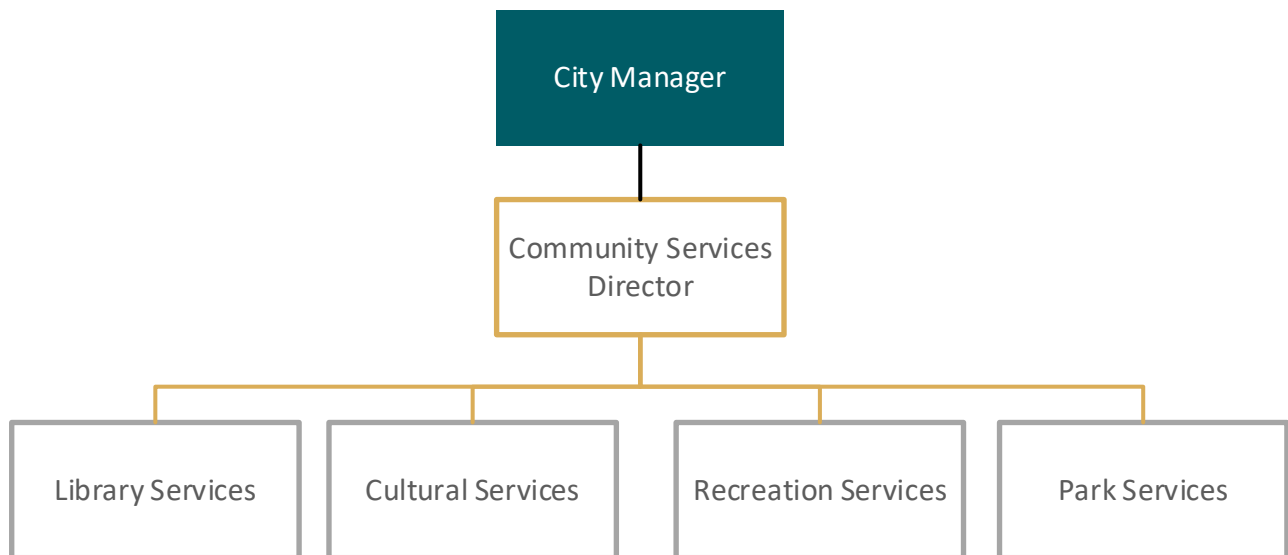 City Manager
Community Services
Director
Library Services
Cultural Services
Recreation Services
Park Services